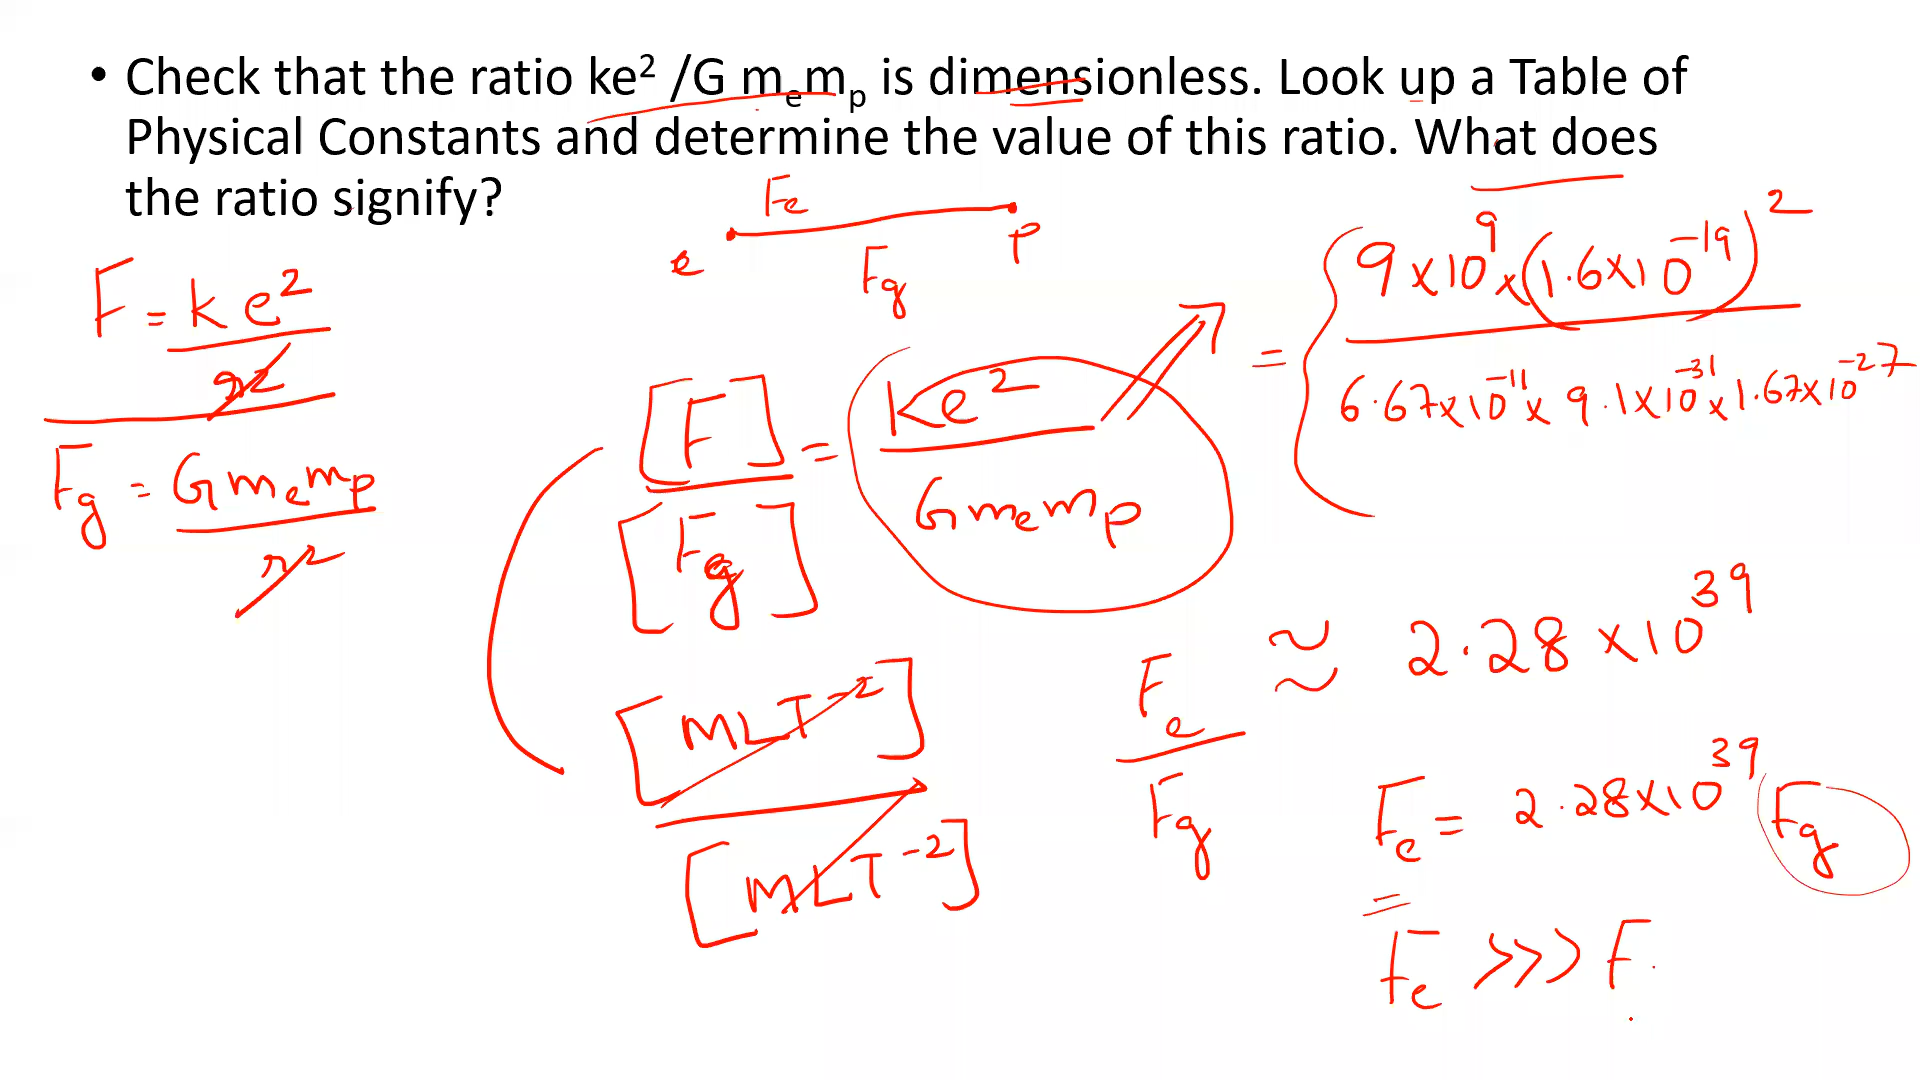 • Check that the ratio ke² /G mₑmₚ is dimensionless. Look up a Table of
Physical Constants and determine the value of this ratio. What does
the ratio signify?
Fe
e P
Fg
F = ke²
r²
Fg = Gmemp
r²
[F] = Ke²
[Fg] Gmemp
= 9×10⁹×(1.6×10⁻¹⁹)²
6.67×10⁻¹¹× 9.1×10⁻³¹×1.67×10⁻²⁷
[MLT⁻²]
[MLT⁻²]
Fe ≈ 2.28×10³⁹
Fg
Fe = 2.28×10³⁹ Fg
=
Fe >>> F